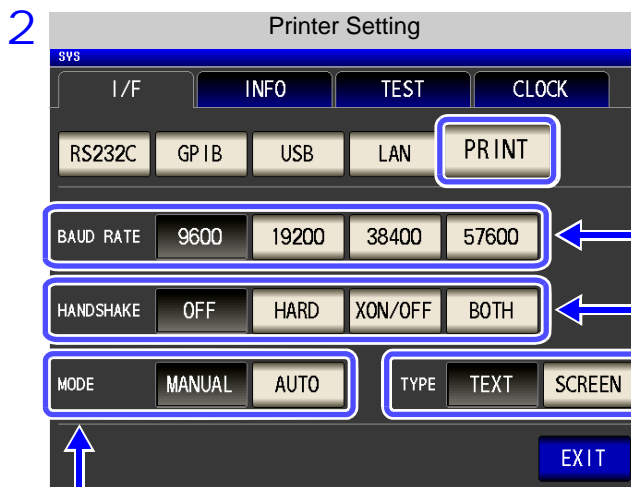 2
Printer Setting
SYS
I/F INFO TEST CLOCK
RS232C GPIB USB LAN PRINT
BAUD RATE 9600 19200 38400 57600
HANDSHAKE OFF HARD XON/OFF BOTH
MODE MANUAL AUTO TYPE TEXT SCREEN
EXIT